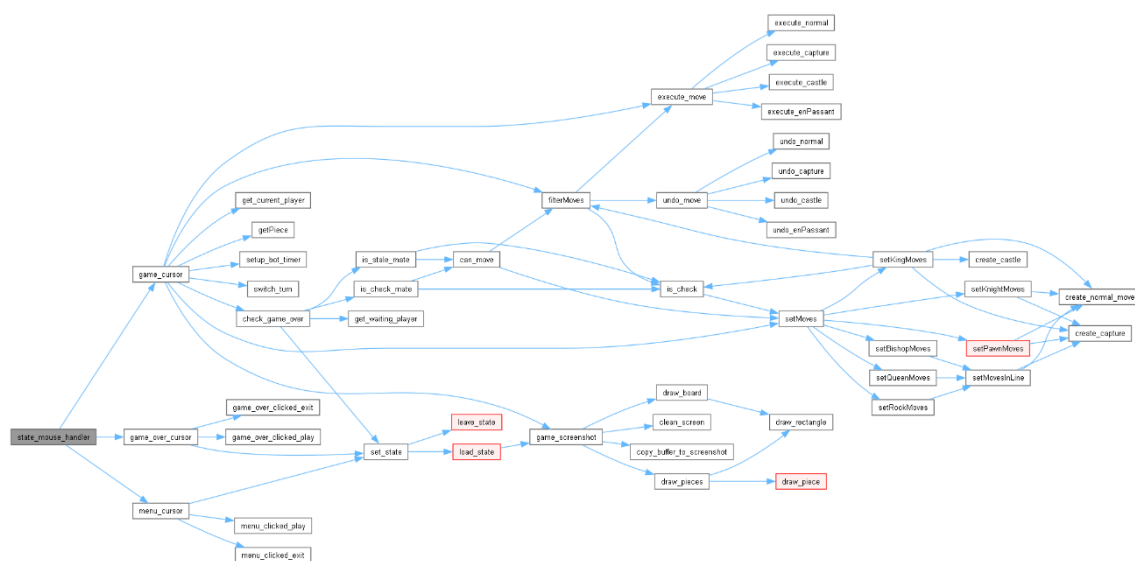 execute_normal
execute_capture
execute_move
execute_castle
execute_enPassant
undo_normal
undo_capture
get_current_player
filterMoves
undo_move
undo_castle
getPiece
undo_enPassant
setup_bot_timer
is_stale_mate
can_move
setKingMoves
create_castle
game_cursor
switch_turn
is_check_mate
is_check
setKnightMoves
create_normal_move
check_game_over
get_waiting_player
setMoves
create_capture
setBishopMoves
setPawnMoves
setQueenMoves
setMovesInLine
draw_board
setRookMoves
game_over_clicked_exit
leave_state
clean_screen
draw_rectangle
state_mouse_handler
game_over_cursor
game_over_clicked_play
game_screenshot
set_state
load_state
copy_buffer_to_screenshot
draw_pieces
draw_piece
menu_cursor
menu_clicked_play
menu_clicked_exit